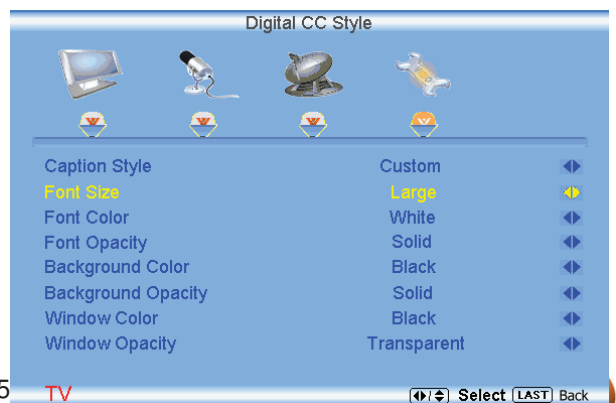 Digital CC Style
Caption Style Custom
Font Size Large
Font Color White
Font Opacity Solid
Background Color Black
Background Opacity Solid
Window Color Black
Window Opacity Transparent
5 TV Select LAST Back